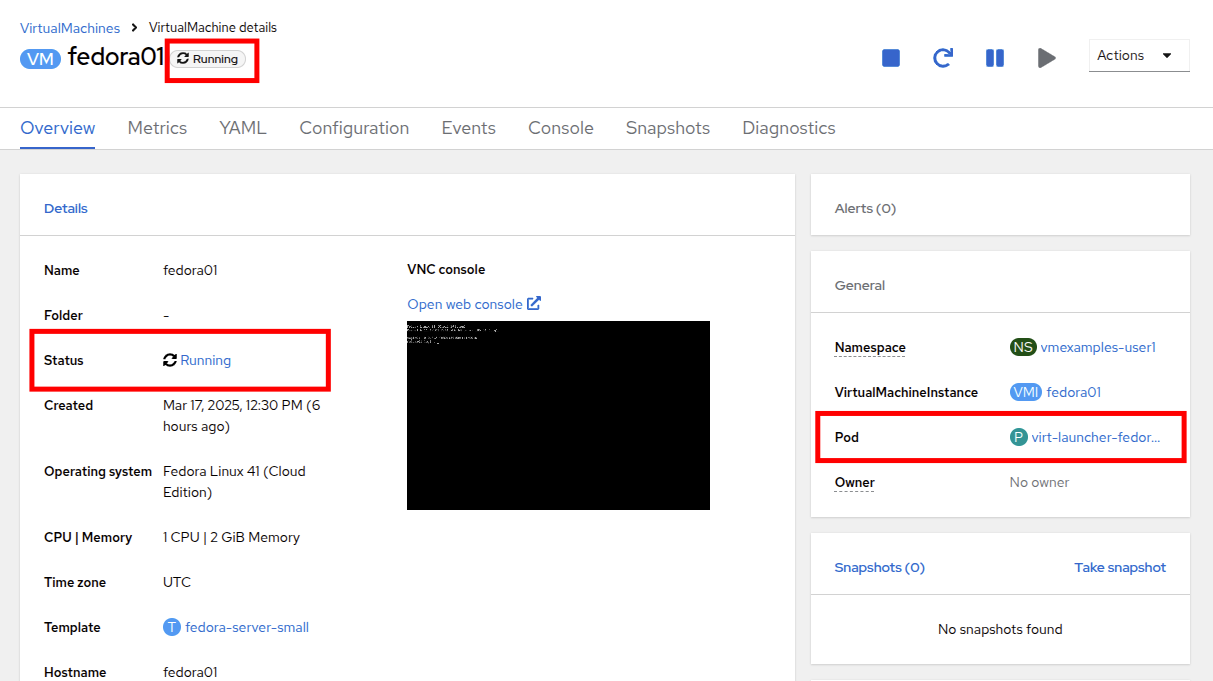 VirtualMachines > VirtualMachine details
VM fedora01 Running
Actions
Overview Metrics YAML Configuration Events Console Snapshots Diagnostics
Details
Name fedora01
Folder -
Status Running
Created Mar 17, 2025, 12:30 PM (6
hours ago)
Operating system Fedora Linux 41 (Cloud
Edition)
CPU | Memory 1 CPU | 2 GiB Memory
Time zone UTC
Template T fedora-server-small
Hostname fedora01
VNC console
Open web console
Alerts (0)
General
Namespace NS vmexamples-user1
VirtualMachineInstance VMI fedora01
Pod P virt-launcher-fedor...
Owner No owner
Snapshots (0) Take snapshot
No snapshots found